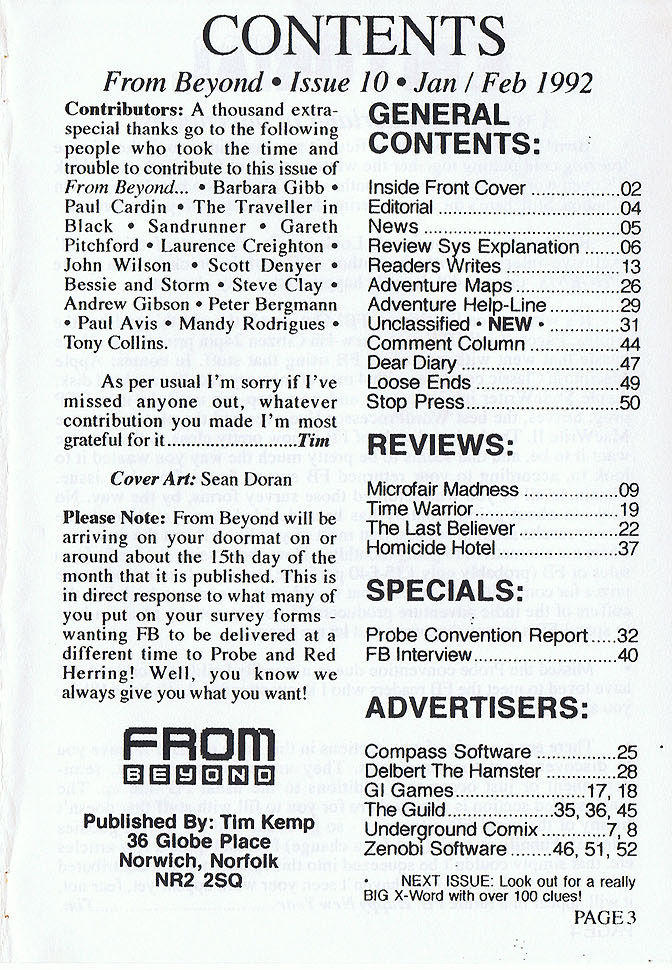 CONTENTS
From Beyond • Issue 10 • Jan / Feb 1992
Contributors: A thousand extra-
special thanks go to the following
people who took the time and
trouble to contribute to this issue of
From Beyond... • Barbara Gibb •
Paul Cardin • The Traveller in
Black • Sandrunner • Gareth
Pitchford • Laurence Creighton •
John Wilson • Scott Denyer •
Bessie and Storm • Steve Clay •
Andrew Gibson • Peter Bergmann
• Paul Avis • Mandy Rodrigues •
Tony Collins.
As per usual I'm sorry if I've
missed anyone out, whatever
contribution you made I'm most
grateful for it......................Tim
Cover Art: Sean Doran
Please Note: From Beyond will be
arriving on your doormat on or
around about the 15th day of the
month that it is published. This is
in direct response to what many of
you put on your survey forms -
wanting FB to be delivered at a
different time to Probe and Red
Herring! Well, you know we
always give you what you want!
FROM
BEYOND
Published By: Tim Kemp
36 Globe Place
Norwich, Norfolk
NR2 2SQ
GENERAL
CONTENTS:
Inside Front Cover .............02
Editorial ...........................04
News ................................05
Review Sys Explanation .....06
Readers Writes .................13
Adventure Maps ................26
Adventure Help-Line ..........29
Unclassified • NEW • ..........31
Comment Column .............44
Dear Diary ........................47
Loose Ends ......................49
Stop Press........................50
REVIEWS:
Microfair Madness .............09
Time Warrior.....................19
The Last Believer ..............22
Homicide Hotel .................37
SPECIALS:
Probe Convention Report.....32
FB Interview......................40
ADVERTISERS:
Compass Software ............25
Delbert The Hamster ..........28
GI Games ....................17, 18
The Guild ...............35, 36, 45
Underground Comix .........7, 8
Zenobi Software .....46, 51, 52
• NEXT ISSUE: Look out for a really
BIG X-Word with over 100 clues!
PAGE 3